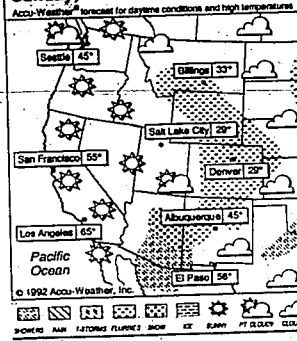 Accu-Weather® forecast for daytime conditions and high temperatures
Seattle 45°
Billings 33°
Salt Lake City 29°
San Francisco 55°
Denver 29°
Albuquerque 45°
Los Angeles 65°
Pacific
Ocean
El Paso 56°
© 1992 Accu-Weather, Inc.
SHOWERS RAIN T-STORMS FLURRIES SNOW ICE SUNNY PT. CLOUDY